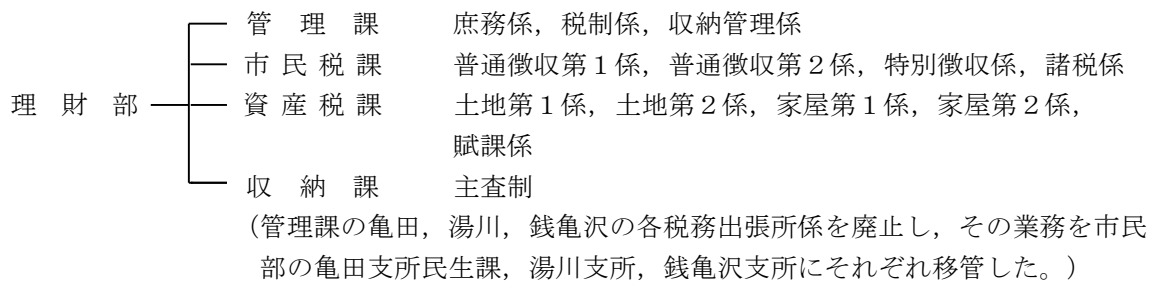 管理課　庶務係，税制係，収納管理係
市民税課　普通徴収第１係，普通徴収第２係，特別徴収係，諸税係
理財部　資産税課　土地第１係，土地第２係，家屋第１係，家屋第２係，
賦課係
収納課　主査制
（管理課の亀田，湯川，銭亀沢の各税務出張所係を廃止し，その業務を市民
部の亀田支所民生課，湯川支所，銭亀沢支所にそれぞれ移管した。）